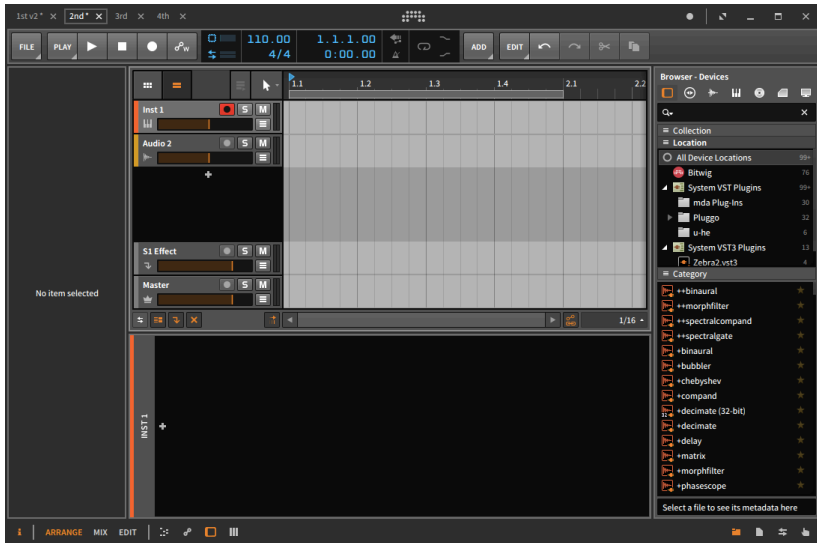 1st v2* × 2nd* × 3rd × 4th ×
FILE PLAY 110.00 4/4 1.1.1.00 0:00.00 ADD EDIT
1.1 1.2 1.3 1.4 2.1 2.2
Inst 1 S M
Audio 2 S M
+
S1 Effect S M
Master S M
1/16
No item selected
INST 1
+
Browser - Devices
Collection
Location
All Device Locations 99+
Bitwig 76
System VST Plugins 99+
mda Plug-Ins 30
Pluggo 32
u-he 6
System VST3 Plugins 13
Zebra2.vst3 4
Category
++binaural
++morphfilter
++spectralcompand
++spectralgate
+binaural
+bubbler
+chebyshev
+compand
+decimate (32-bit)
+decimate
+delay
+matrix
+morphfilter
+phasescope
Select a file to see its metadata here
i ARRANGE MIX EDIT